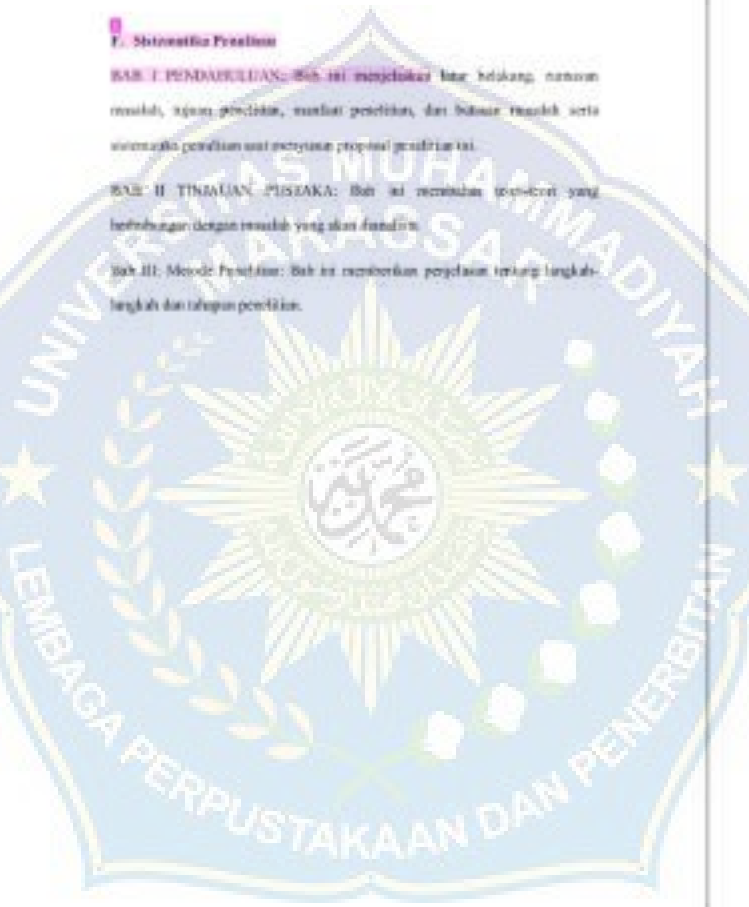 F. Sistematika Penulisan
BAB I PENDAHULUAN: Bab ini menjelaskan latar belakang, rumusan
masalah, tujuan penelitian, manfaat penelitian, dan batasan masalah serta
sistematika penulisan saat menyusun proposal penelitian ini.
BAB II TINJAUAN PUSTAKA: Bab ini membahas teori-teori yang
berhubungan dengan masalah yang akan dianalisis.
Bab III: Metode Penelitian: Bab ini memberikan penjelasan tentang langkah-
langkah dan tahapan penelitian.
UNIVERSITAS MUHAMMADIYAH
MAKASSAR
محمدية
LEMBAGA PERPUSTAKAAN DAN PENERBITAN